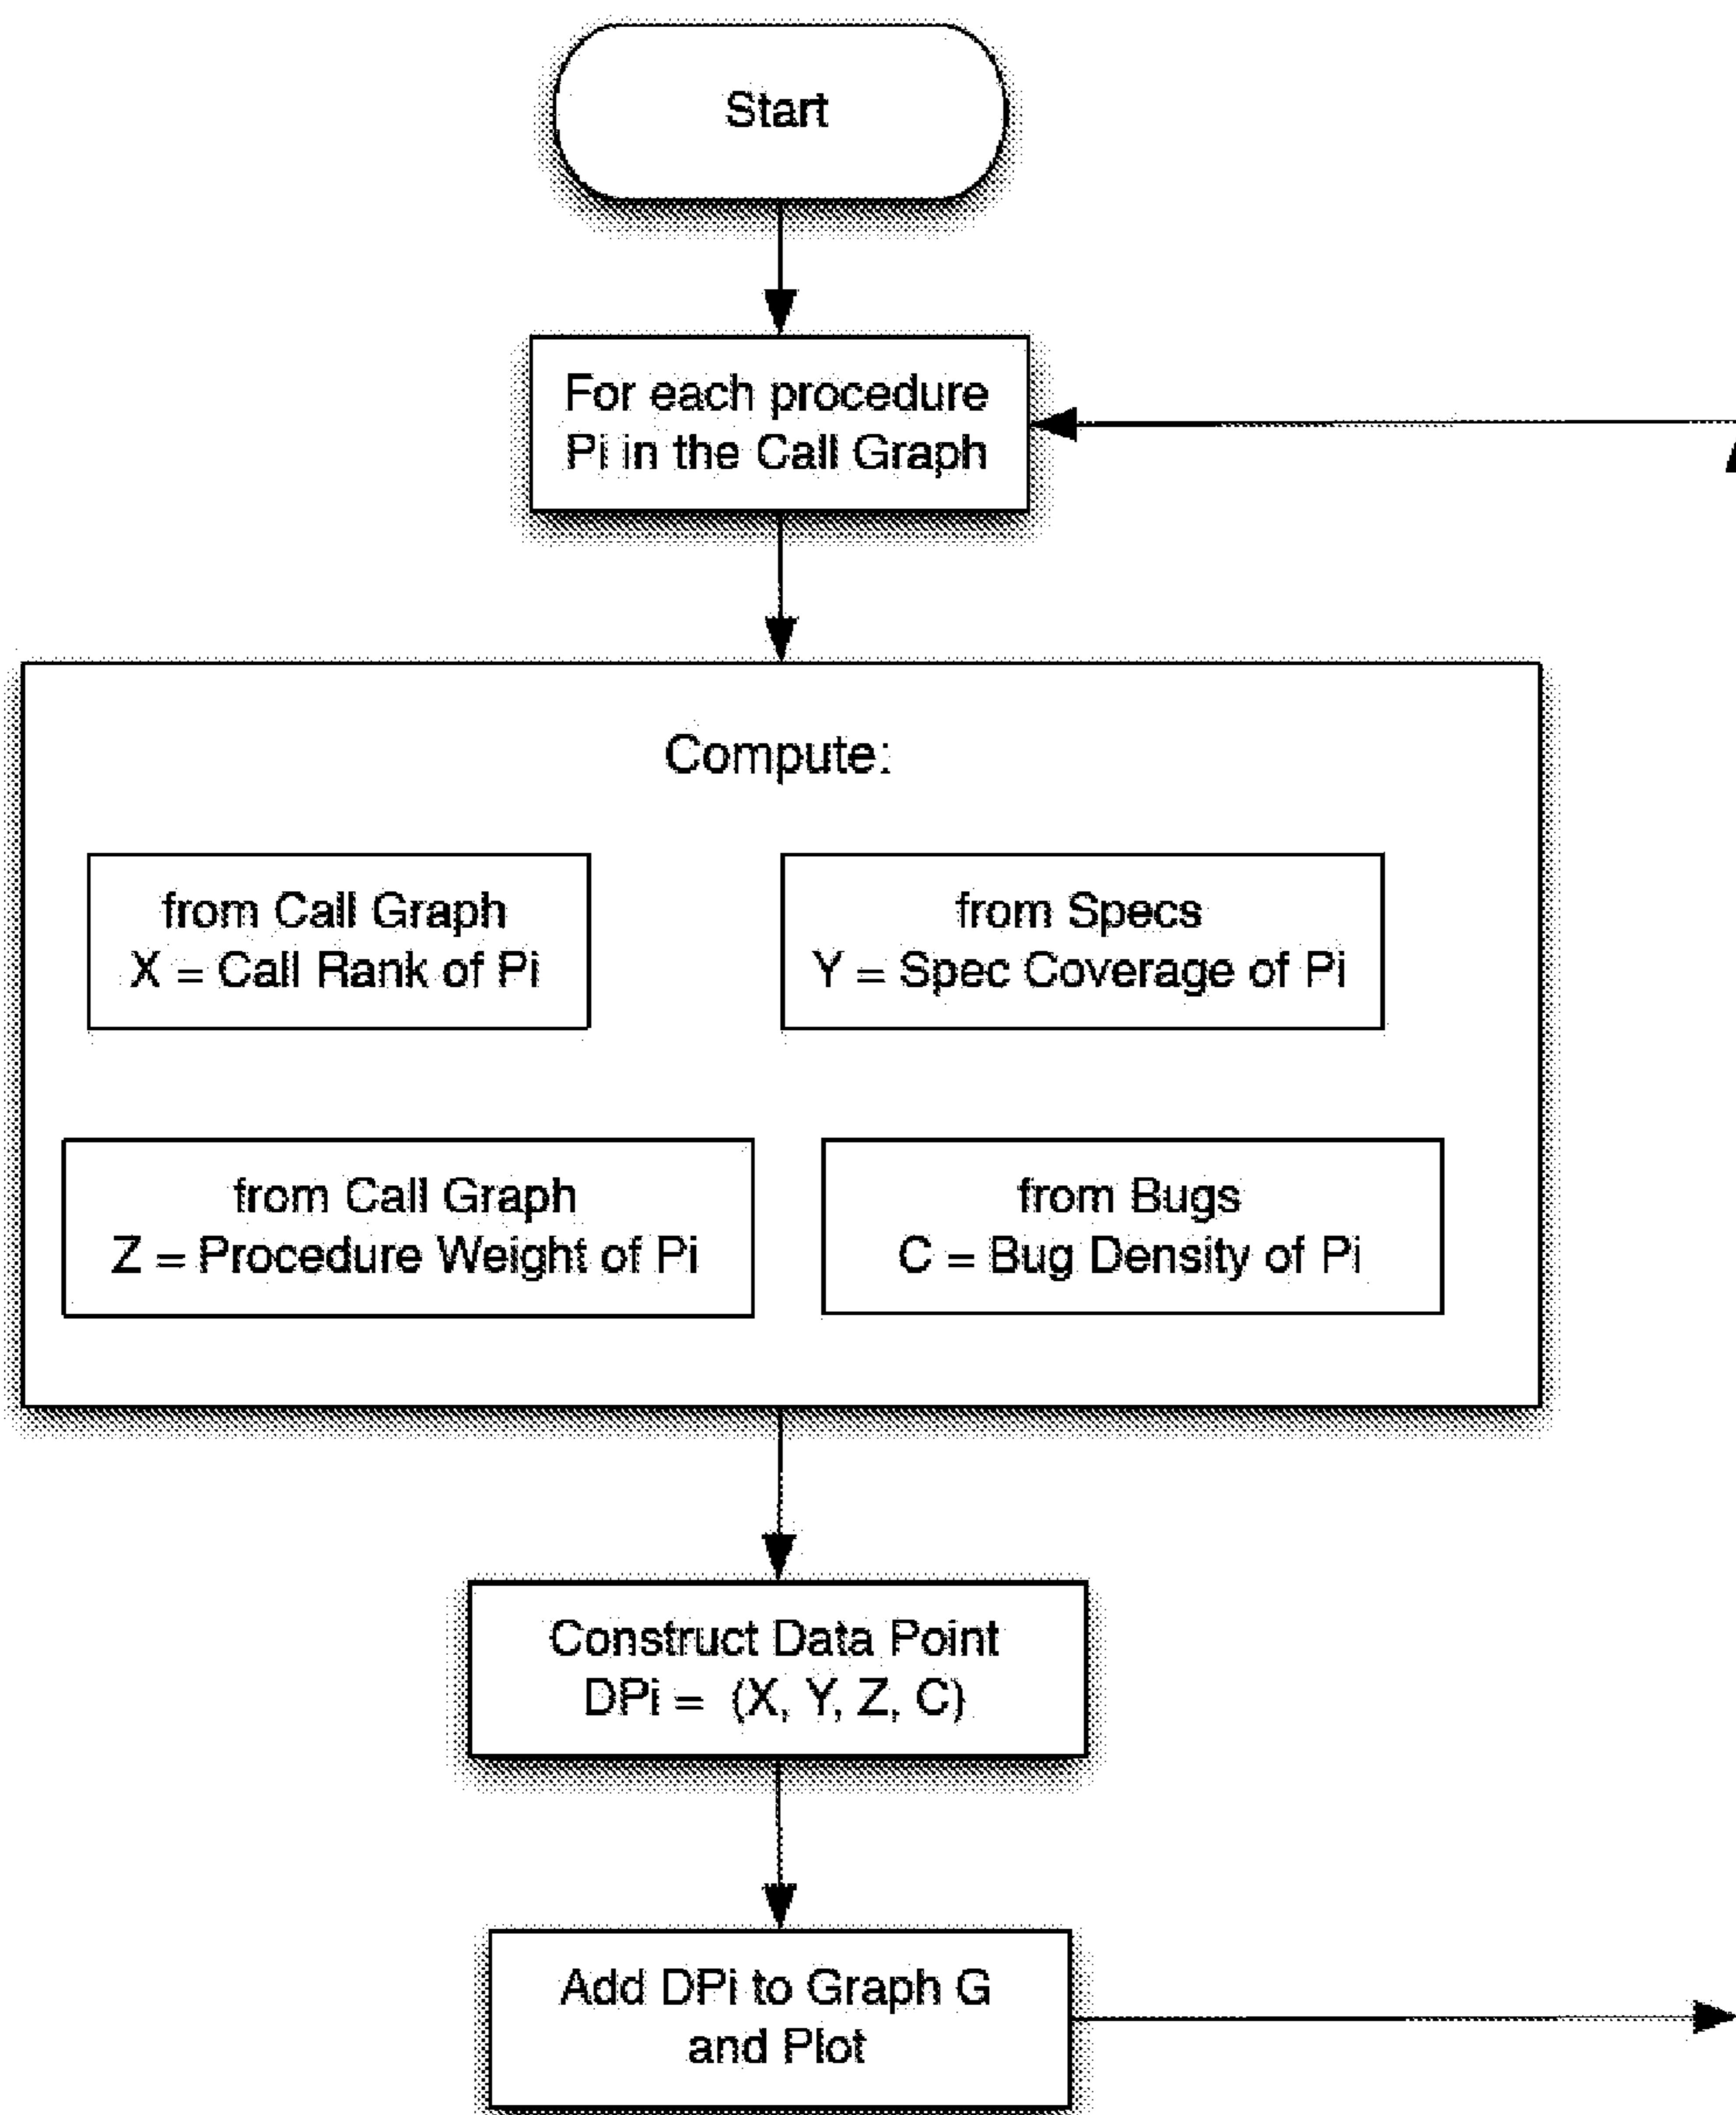 Start
For each procedure
Pi in the Call Graph
Compute:
from Call Graph
X = Call Rank of Pi
from Specs
Y = Spec Coverage of Pi
from Call Graph
Z = Procedure Weight of Pi
from Bugs
C = Bug Density of Pi
Construct Data Point
DPi = (X, Y, Z, C)
Add DPi to Graph G
and Plot